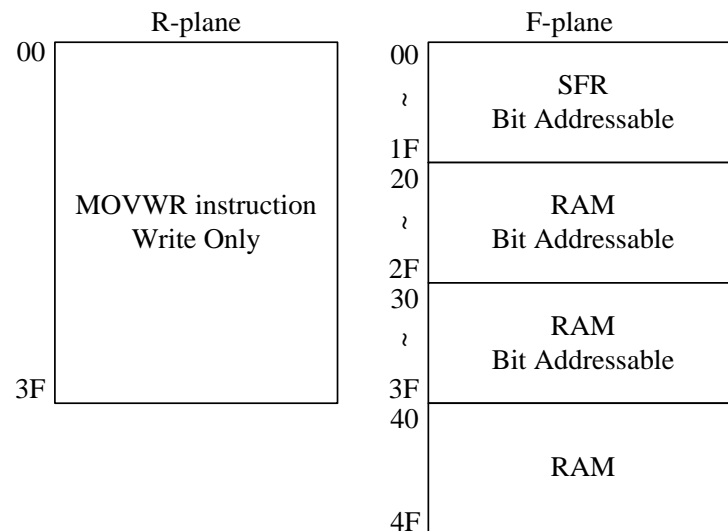 R-plane
00
MOVWR instruction
Write Only
3F
F-plane
00
~
1F
SFR
Bit Addressable
20
~
2F
RAM
Bit Addressable
30
~
3F
RAM
Bit Addressable
40
4F
RAM